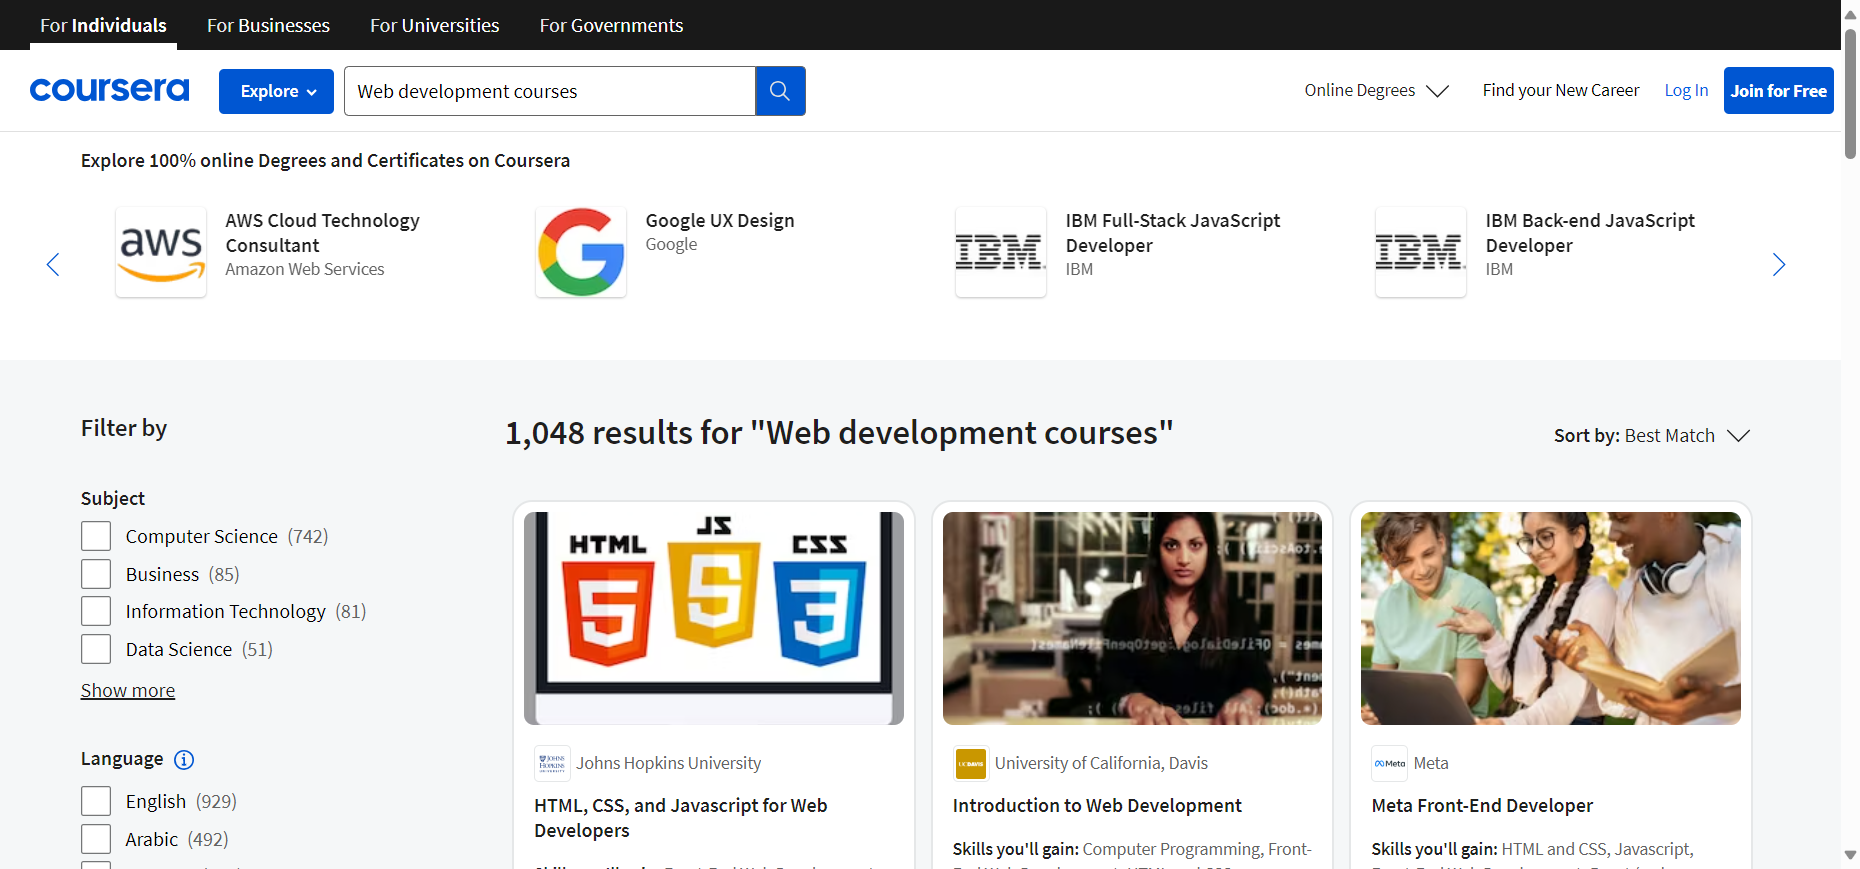 For Individuals For Businesses For Universities For Governments
coursera Explore Web development courses Online Degrees Find your New Career Log In Join for Free
Explore 100% online Degrees and Certificates on Coursera
aws
AWS Cloud Technology
Consultant
Amazon Web Services
Google UX Design
Google
IBM
IBM Full-Stack JavaScript
Developer
IBM
IBM
IBM Back-end JavaScript
Developer
IBM
Filter by
1,048 results for "Web development courses"
Sort by: Best Match
Subject
Computer Science (742)
Business (85)
Information Technology (81)
Data Science (51)
Show more
Language
English (929)
Arabic (492)
HTML JS CSS
JOHNS
HOPKINS
UNIVERSITY
Johns Hopkins University
HTML, CSS, and Javascript for Web
Developers
UC DAVIS
University of California, Davis
Introduction to Web Development
Skills you'll gain: Computer Programming, Front-
Meta
Meta
Meta Front-End Developer
Skills you'll gain: HTML and CSS, Javascript,